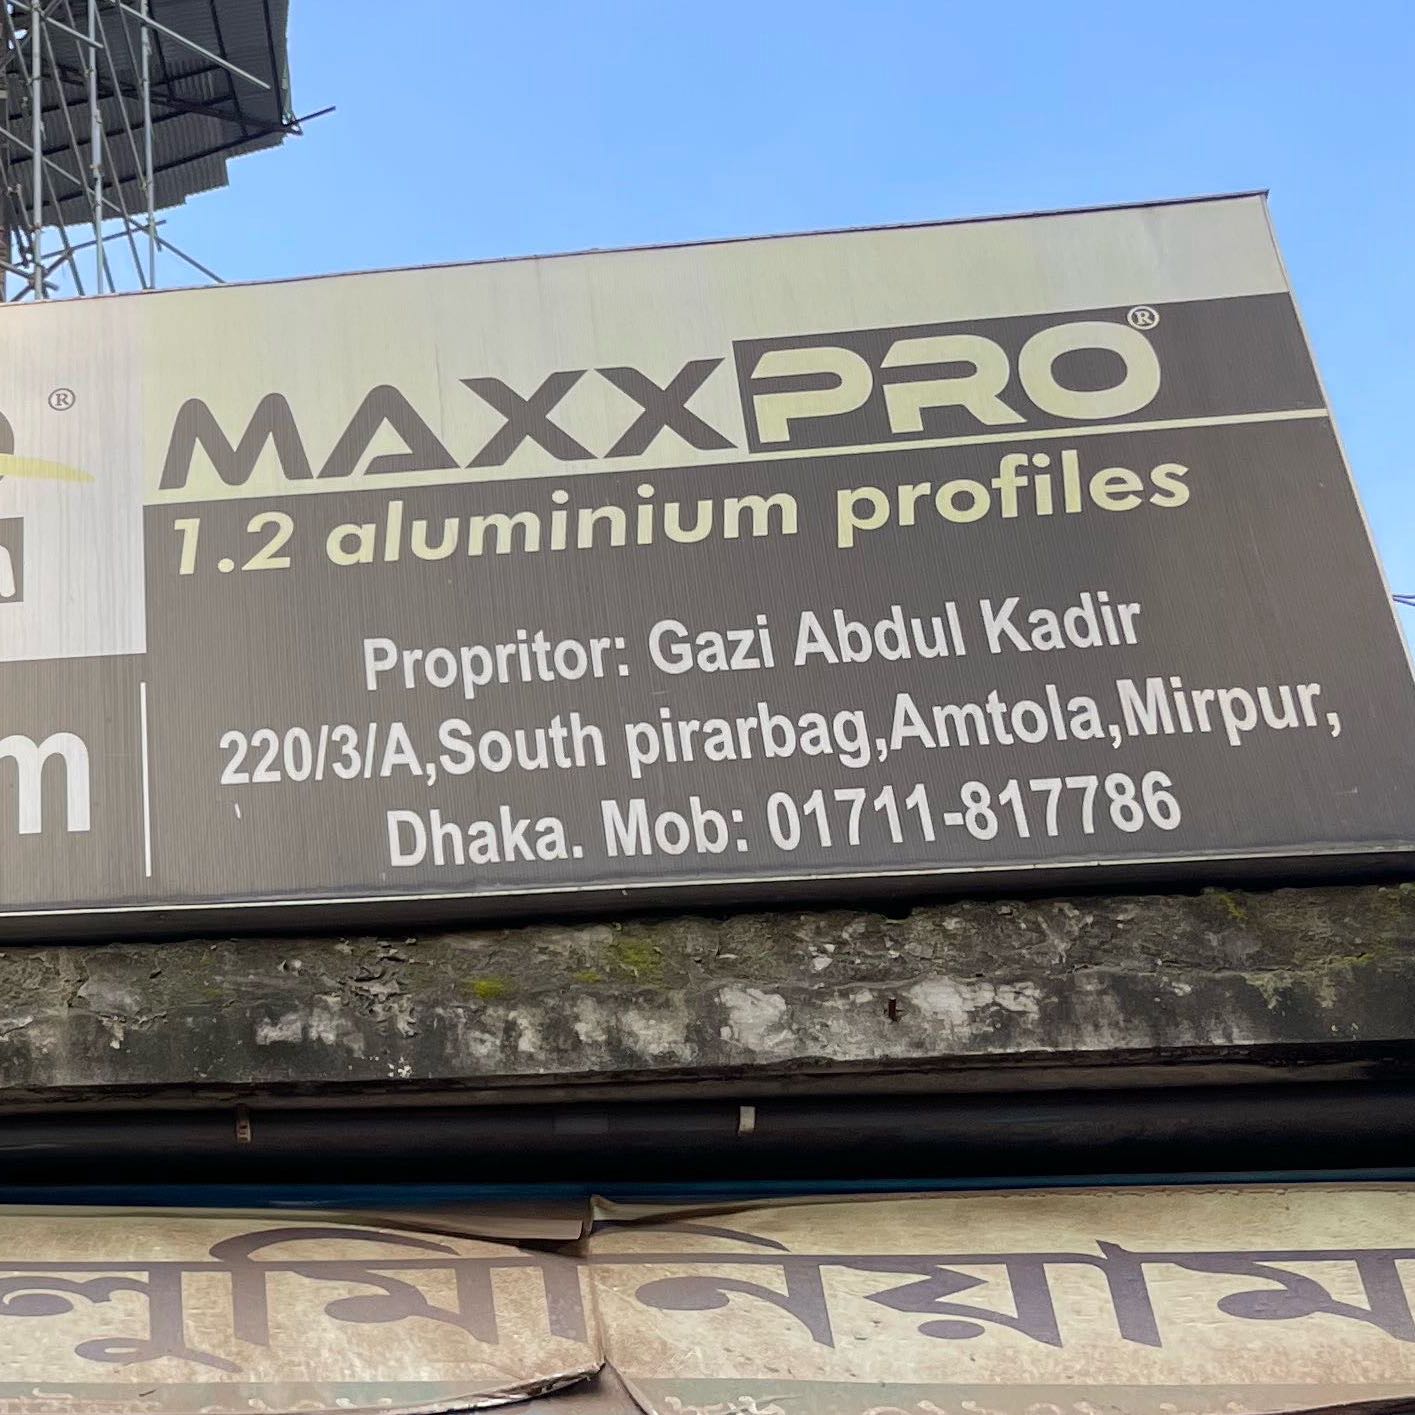 MAXXPRO®
1.2 aluminium profiles
Propritor: Gazi Abdul Kadir
220/3/A,South pirarbag,Amtola,Mirpur,
Dhaka. Mob: 01711-817786
®
m
লুমিনিয়াম